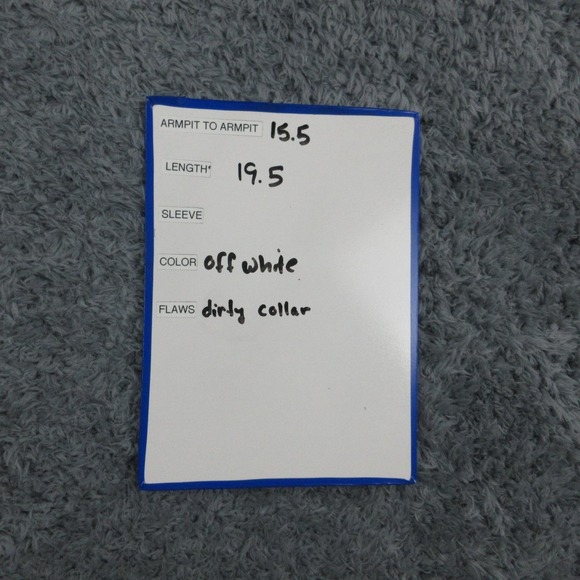 ARMPIT TO ARMPIT 15.5
LENGTH* 19.5
SLEEVE
COLOR off white
FLAWS dirty collar